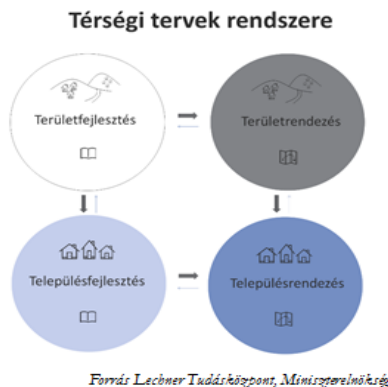 Térségi tervek rendszere
Területfejlesztés
Területrendezés
Településfejlesztés
Településrendezés
Forrás Lechner Tudásközpont, Miniszterelnökség